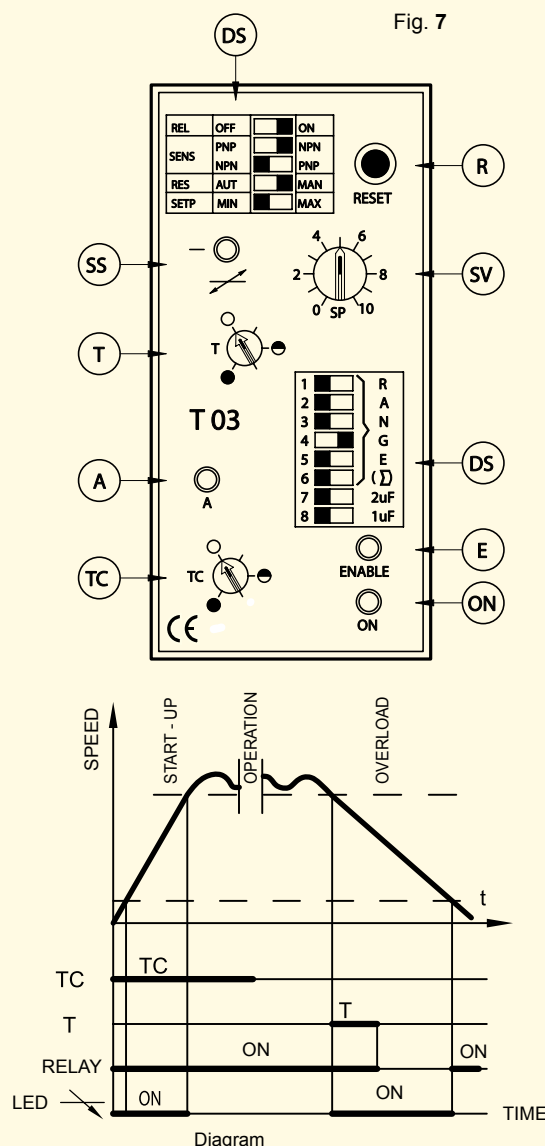 Fig. 7
DS
REL OFF ON
SENS PNP NPN
NPN PNP
RES AUT MAN
SETP MIN MAX
RESET
R
SS
—
4 6
2 8
0 SP 10
SV
T
T
T 03
1 R
2 A
3 N
4 G
5 E
6 (∑)
7 2uF
8 1uF
DS
A
A
TC
TC
ENABLE
E
ON
ON
CE
SPEED
START - UP
OPERATION
OVERLOAD
t
TC TC
T T
RELAY ON ON
LED ON ON TIME
Diagram